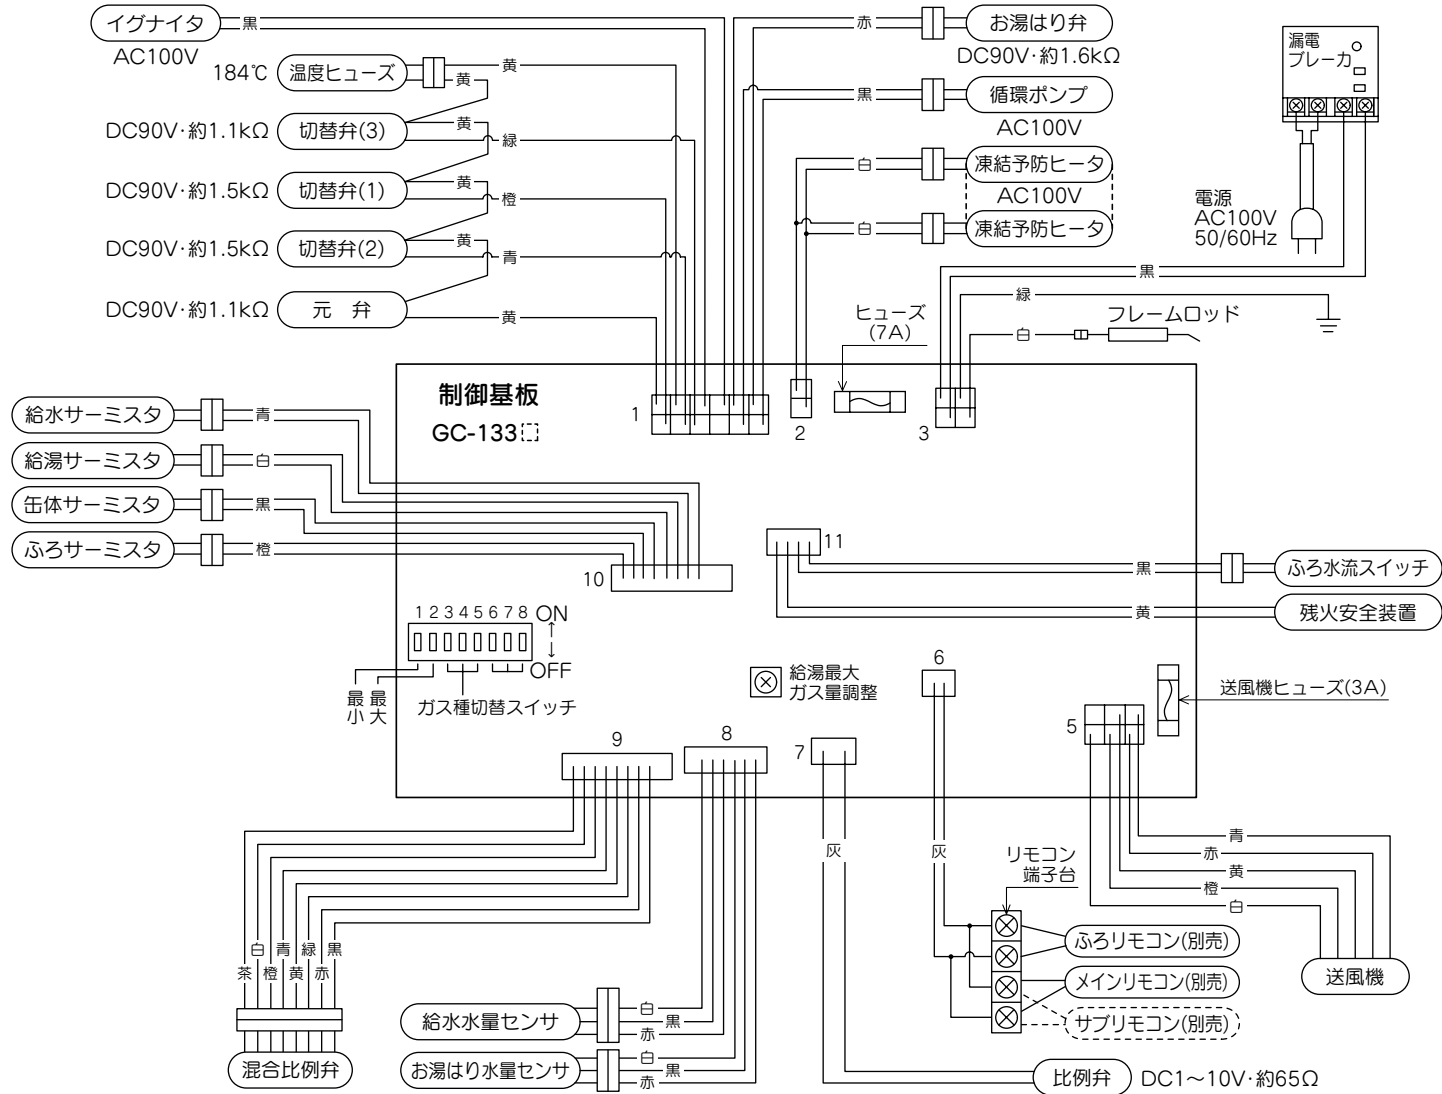 イグナイタ
黒
AC100V
184℃
温度ヒューズ
黄
黄
DC90V·約1.1kΩ
切替弁(3)
黄
緑
DC90V·約1.5kΩ
切替弁(1)
黄
橙
DC90V·約1.5kΩ
切替弁(2)
黄
青
DC90V·約1.1kΩ
元 弁
黄
赤
お湯はり弁
DC90V·約1.6kΩ
黒
循環ポンプ
AC100V
白
凍結予防ヒータ
AC100V
白
凍結予防ヒータ
漏電
ブレーカ
電源
AC100V
50/60Hz
黒
緑
白
フレームロッド
ヒューズ
(7A)
制御基板
GC-133
1
2
3
給水サーミスタ
青
給湯サーミスタ
白
缶体サーミスタ
黒
ふろサーミスタ
橙
10
11
黒
ふろ水流スイッチ
黄
残火安全装置
1 2 3 4 5 6 7 8
ON
↑
↓
OFF
最小
最大
ガス種切替スイッチ
給湯最大
ガス量調整
6
送風機ヒューズ(3A)
5
7
8
9
青
赤
黄
橙
白
送風機
灰
灰
リモコン
端子台
ふろリモコン(別売)
メインリモコン(別売)
サブリモコン(別売)
白 青 緑 黒
茶 橙 黄 赤
混合比例弁
給水水量センサ
白
黒
赤
お湯はり水量センサ
白
黒
赤
比例弁
DC1〜10V·約65Ω